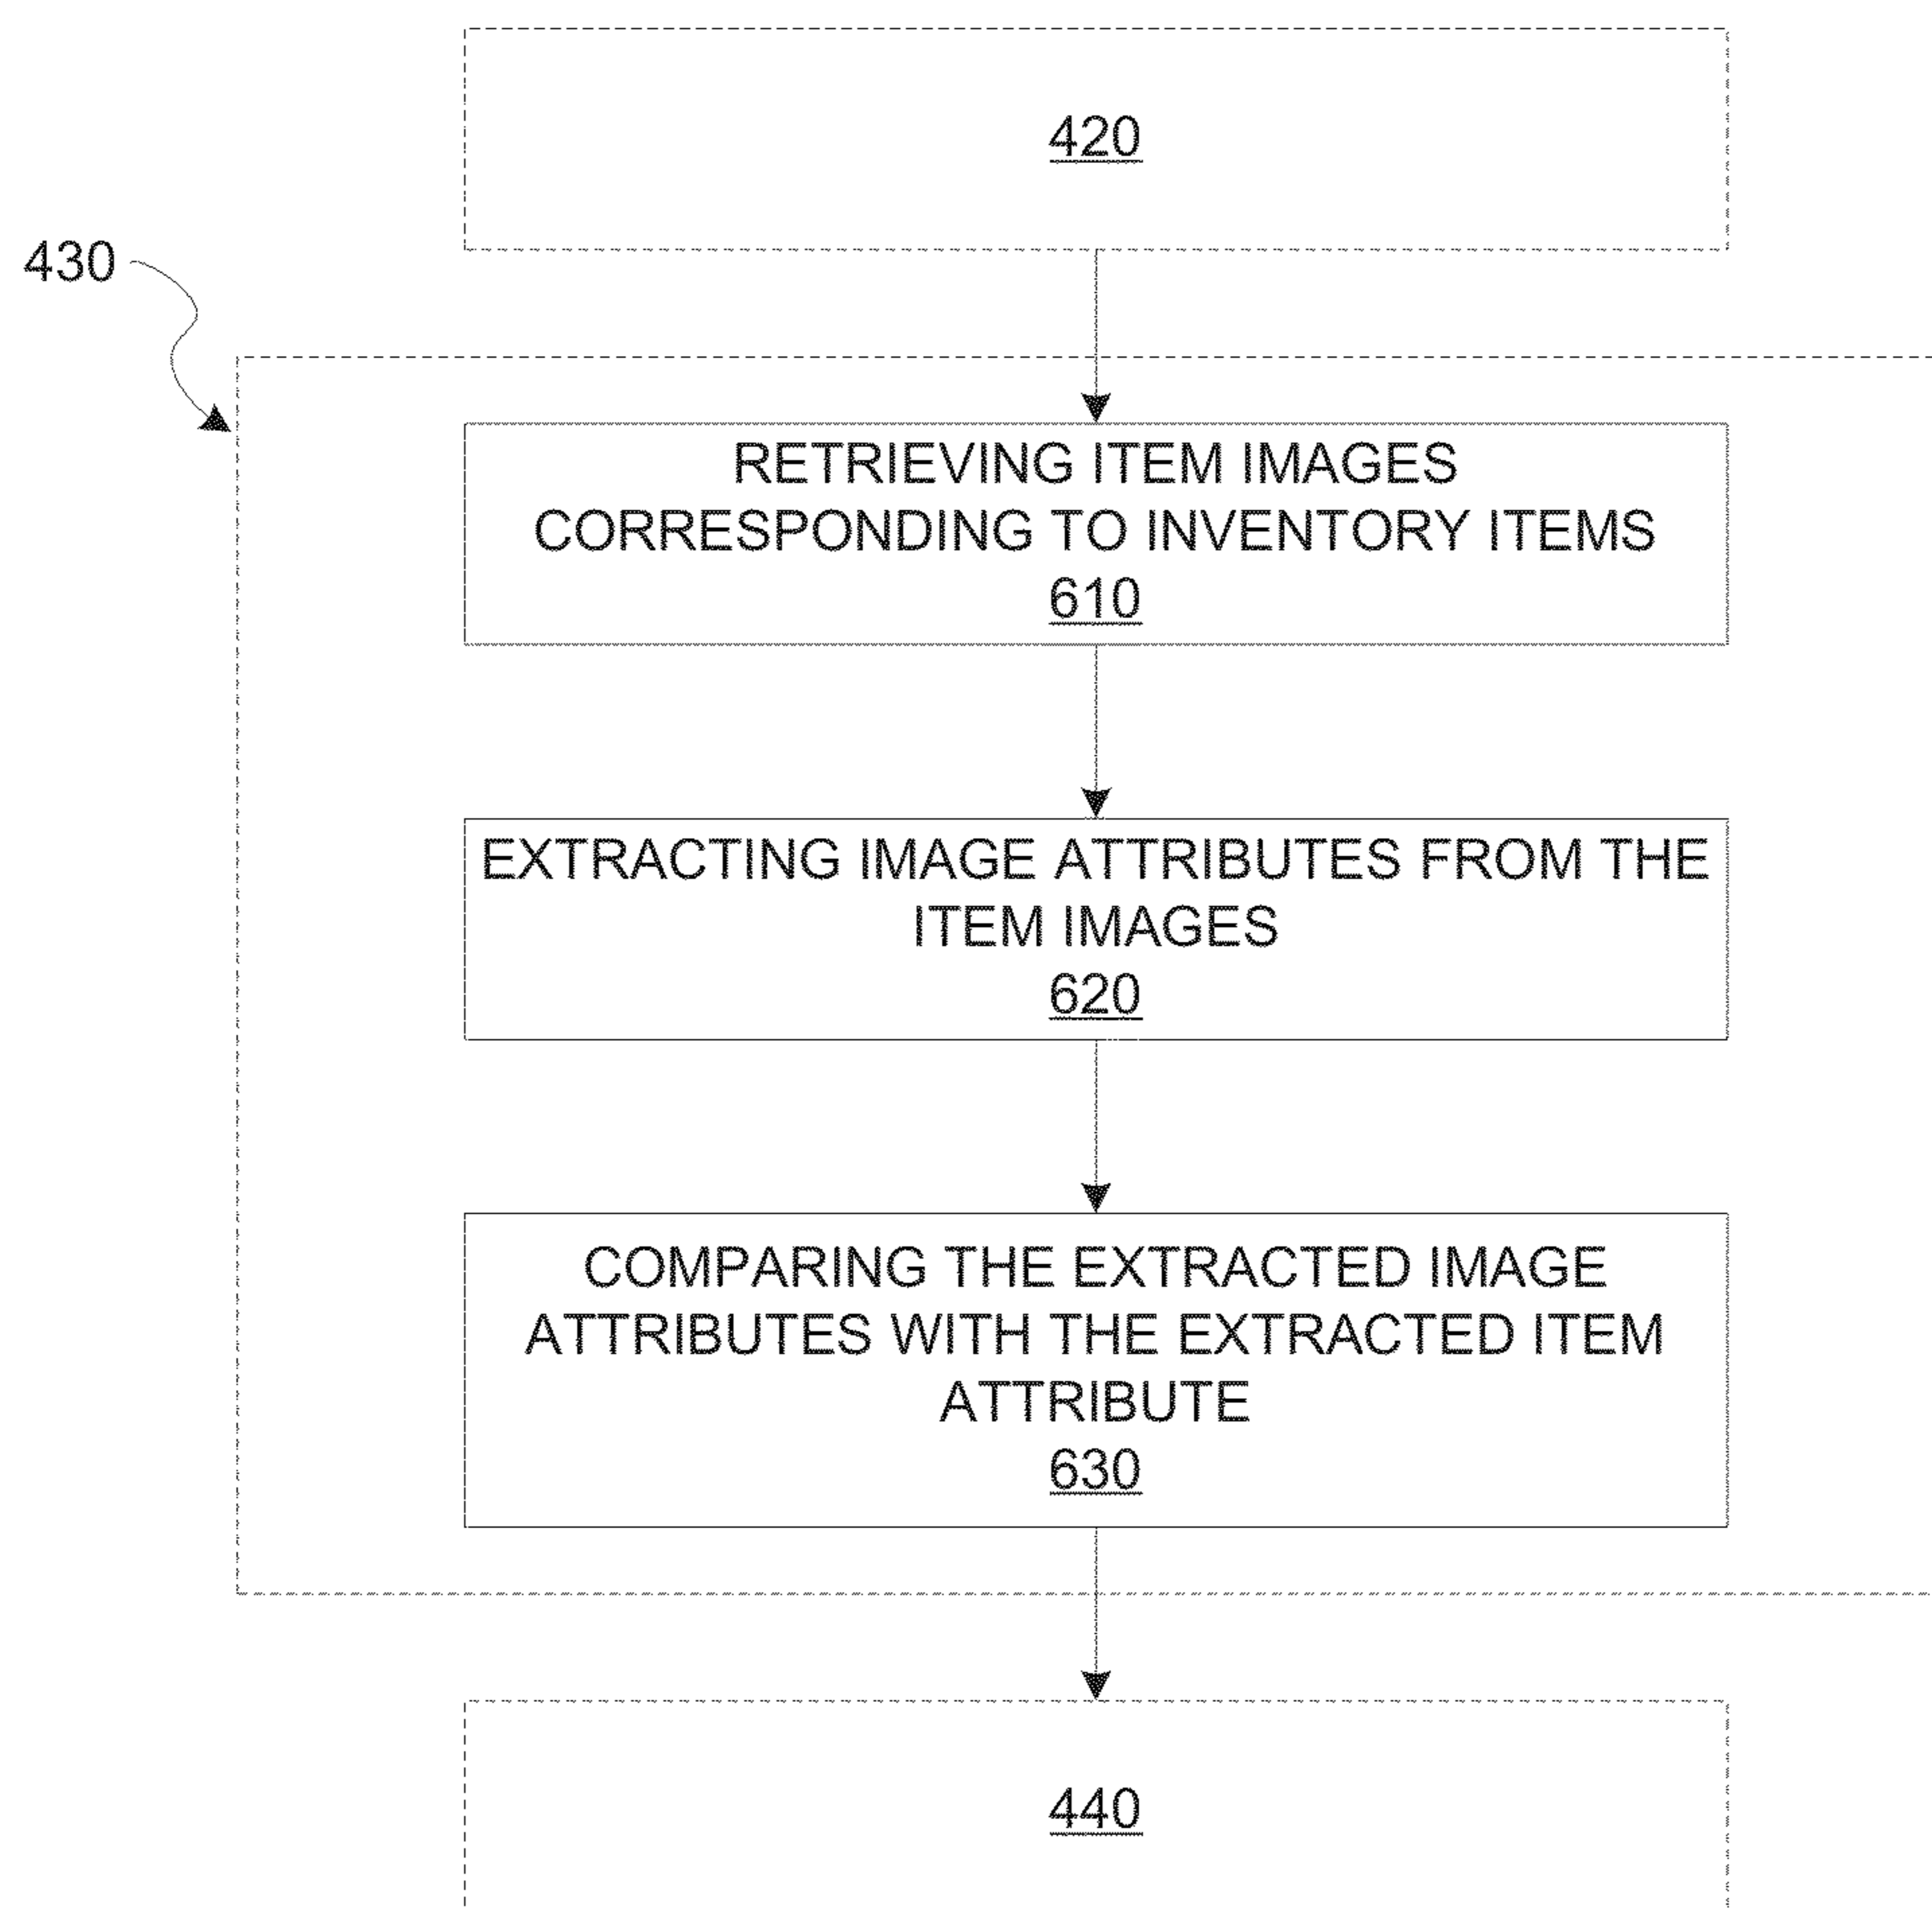 420
430
RETRIEVING ITEM IMAGES
CORRESPONDING TO INVENTORY ITEMS
610
EXTRACTING IMAGE ATTRIBUTES FROM THE
ITEM IMAGES
620
COMPARING THE EXTRACTED IMAGE
ATTRIBUTES WITH THE EXTRACTED ITEM
ATTRIBUTE
630
440